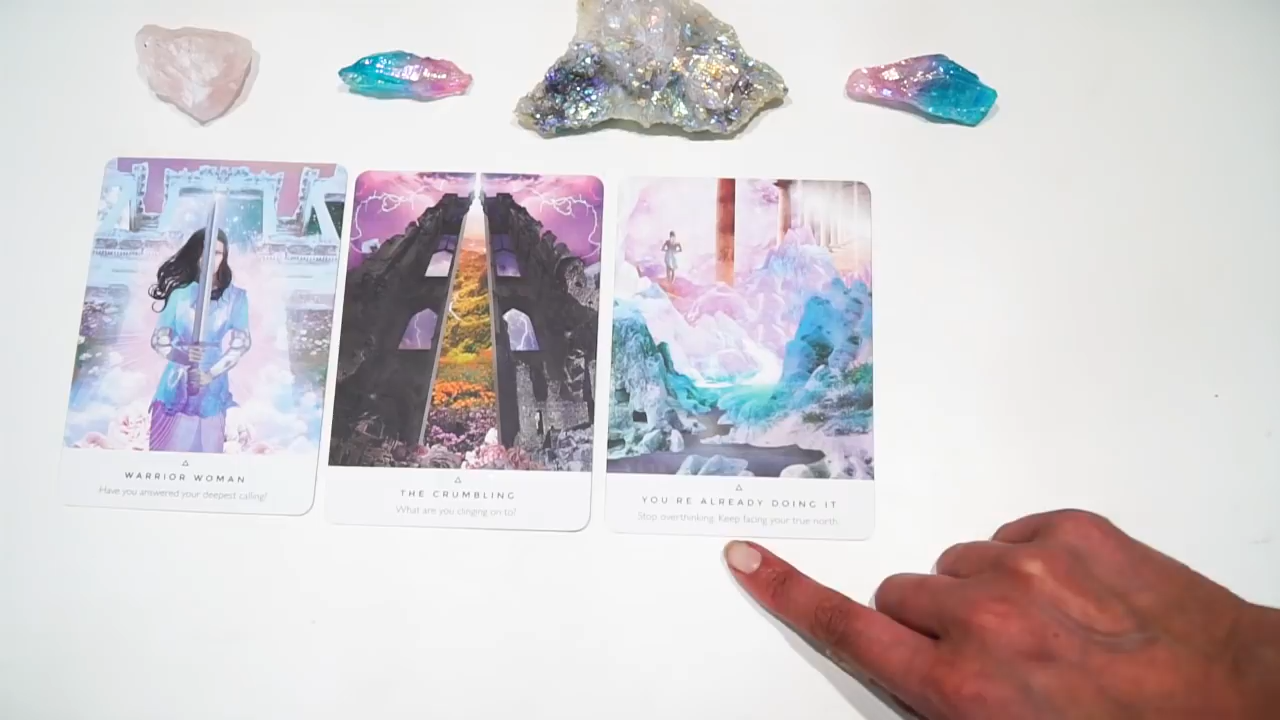 WARRIOR WOMAN
Have you answered your deepest calling?
THE CRUMBLING
What are you clinging on to?
YOU'RE ALREADY DOING IT
Stop overthinking. Keep facing your true north.